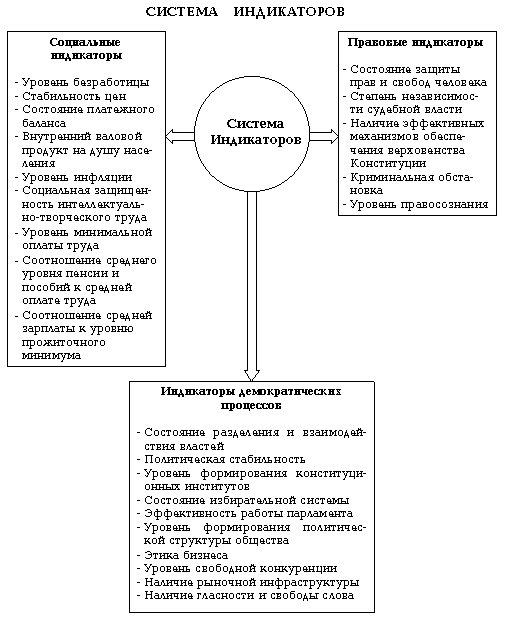 СИСТЕМА ИНДИКАТОРОВ
Социальные
индикаторы
- Уровень безработицы
- Стабильность цен
- Состояние платежного
баланса
- Внутренний валовой
продукт на душу насе-
ления
- Уровень инфляции
- Социальная защищен-
ность интеллектуаль-
но-творческого труда
- Уровень минимальной
оплаты труда
- Соотношение среднего
уровня пенсии и
пособий к средней
оплате труда
- Соотношение средней
зарплаты к уровню
прожиточного
минимума
Система
Индикаторов
Правовые индикаторы
- Состояние защиты
прав и свобод человека
- Степень независимос-
ти судебной власти
- Наличие эффективных
механизмов обеспе-
чения верховенства
Конституции
- Криминальная обста-
новка
- Уровень правосознания
Индикаторы демократических
процессов
- Состояние разделения и взаимодей-
ствия властей
- Политическая стабильность
- Уровень формирования конституци-
онных институтов
- Состояние избирательной системы
- Эффективность работы парламента
- Уровень формирования политичес-
кой структуры общества
- Этика бизнеса
- Уровень свободной конкуренции
- Наличие рыночной инфраструктуры
- Наличие гласности и свободы слова